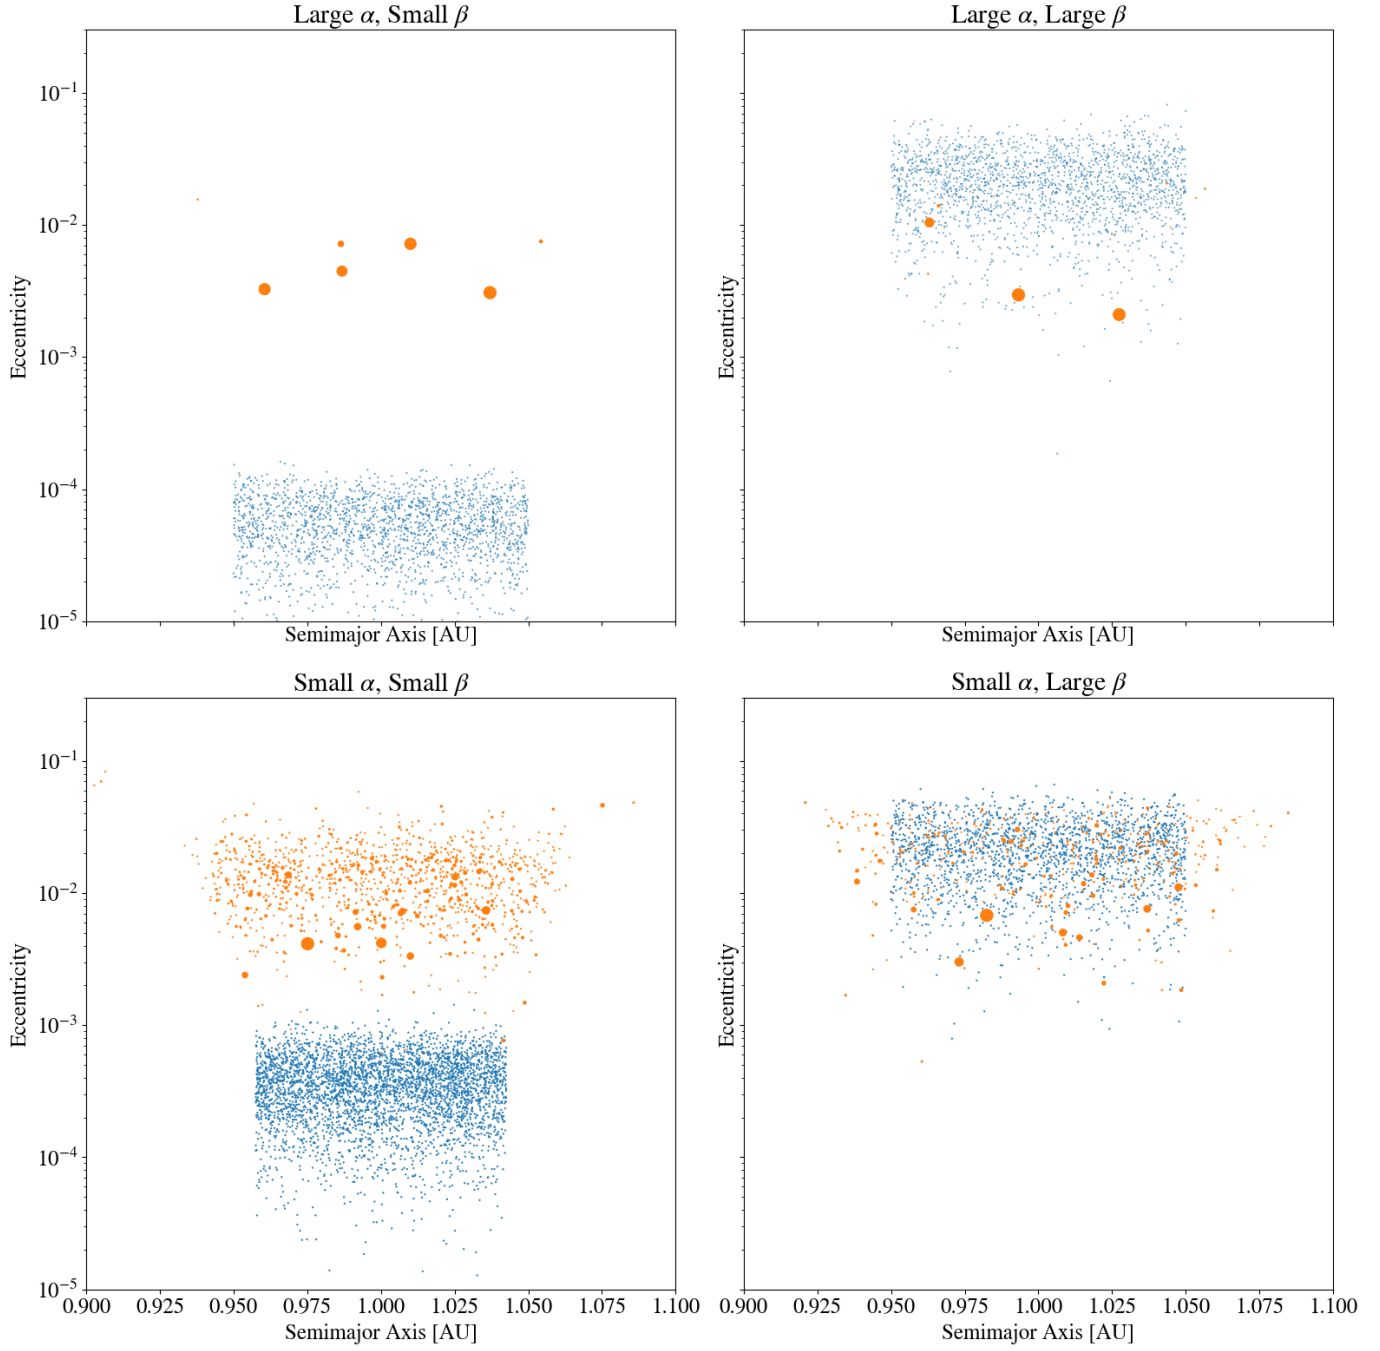 Large α, Small β
Large α, Large β
10⁻¹
10⁻²
10⁻³
10⁻⁴
10⁻⁵
Eccentricity
Eccentricity
Semimajor Axis [AU]
Semimajor Axis [AU]
Small α, Small β
Small α, Large β
10⁻¹
10⁻²
10⁻³
10⁻⁴
10⁻⁵
Eccentricity
Eccentricity
0.900 0.925 0.950 0.975 1.000 1.025 1.050 1.075 1.100
0.900 0.925 0.950 0.975 1.000 1.025 1.050 1.075 1.100
Semimajor Axis [AU]
Semimajor Axis [AU]